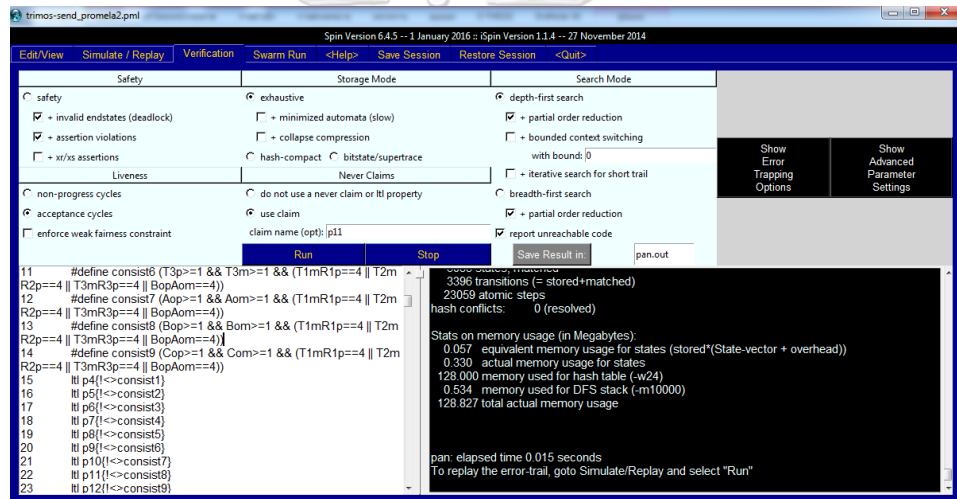 trimos-send_promela2.pml
Spin Version 6.4.5 -- 1 January 2016 :: iSpin Version 1.1.4 -- 27 November 2014
Edit/View Simulate / Replay Verification Swarm Run <Help> Save Session Restore Session <Quit>
Safety Storage Mode Search Mode
safety exhaustive depth-first search
+ invalid endstates (deadlock) + minimized automata (slow) + partial order reduction
+ assertion violations + collapse compression + bounded context switching
+ xr/xs assertions hash-compact bitstate/supertrace with bound: 0
Liveness Never Claims + iterative search for short trail
non-progress cycles do not use a never claim or ltl property breadth-first search
acceptance cycles use claim + partial order reduction
enforce weak fairness constraint claim name (opt): p11 report unreachable code
Run Stop Save Result in: pan.out
Show
Error
Trapping
Options
Show
Advanced
Parameter
Settings
11 #define consist6 (T3p>=1 && T3m>=1 && (T1mR1p==4 || T2m
R2p==4 || T3mR3p==4 || BopAom==4))
12 #define consist7 (Aop>=1 && Aom>=1 && (T1mR1p==4 || T2m
R2p==4 || T3mR3p==4 || BopAom==4))
13 #define consist8 (Bop>=1 && Bom>=1 && (T1mR1p==4 || T2m
R2p==4 || T3mR3p==4 || BopAom==4))
14 #define consist9 (Cop>=1 && Com>=1 && (T1mR1p==4 || T2m
R2p==4 || T3mR3p==4 || BopAom==4))
15 ltl p4{!<>consist1}
16 ltl p5{!<>consist2}
17 ltl p6{!<>consist3}
18 ltl p7{!<>consist4}
19 ltl p8{!<>consist5}
20 ltl p9{!<>consist6}
21 ltl p10{!<>consist7}
22 ltl p11{!<>consist8}
23 ltl p12{!<>consist9}
states, matched
3396 transitions (= stored+matched)
23059 atomic steps
hash conflicts: 0 (resolved)
Stats on memory usage (in Megabytes):
0.057 equivalent memory usage for states (stored*(State-vector + overhead))
0.330 actual memory usage for states
128.000 memory used for hash table (-w24)
0.534 memory used for DFS stack (-m10000)
128.827 total actual memory usage
pan: elapsed time 0.015 seconds
To replay the error-trail, goto Simulate/Replay and select "Run"